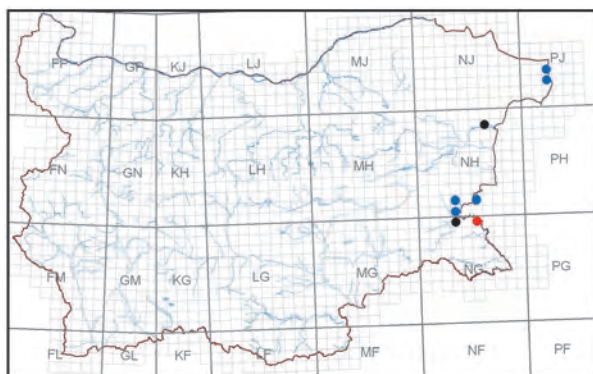 FP GP KJ LJ MJ NJ PJ
FN GN KH LH MH NH PH
FM GM KG LG MG NG PG
FL GL KF LF MF NF PF